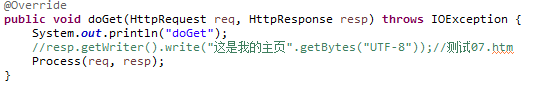 @Override
public void doGet(HttpRequest req, HttpResponse resp) throws IOException {
System.out.println("doGet");
//resp.getWriter().write("这是我的主页".getBytes("UTF-8"));//测试07.htm
Process(req, resp);
}